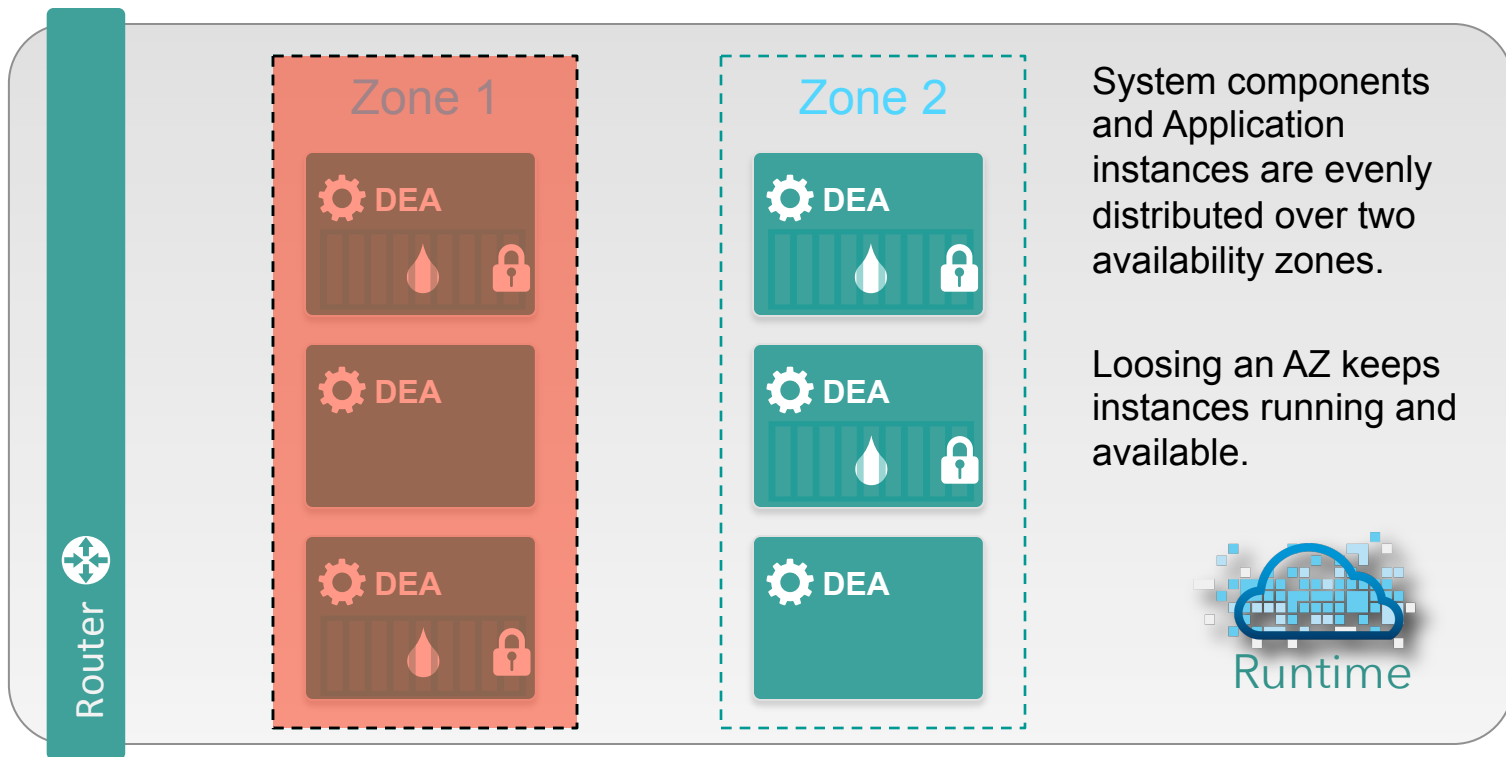 Router
Zone 1
DEA
DEA
DEA
Zone 2
DEA
DEA
DEA
System components
and Application
instances are evenly
distributed over two
availability zones.
Loosing an AZ keeps
instances running and
available.
Runtime